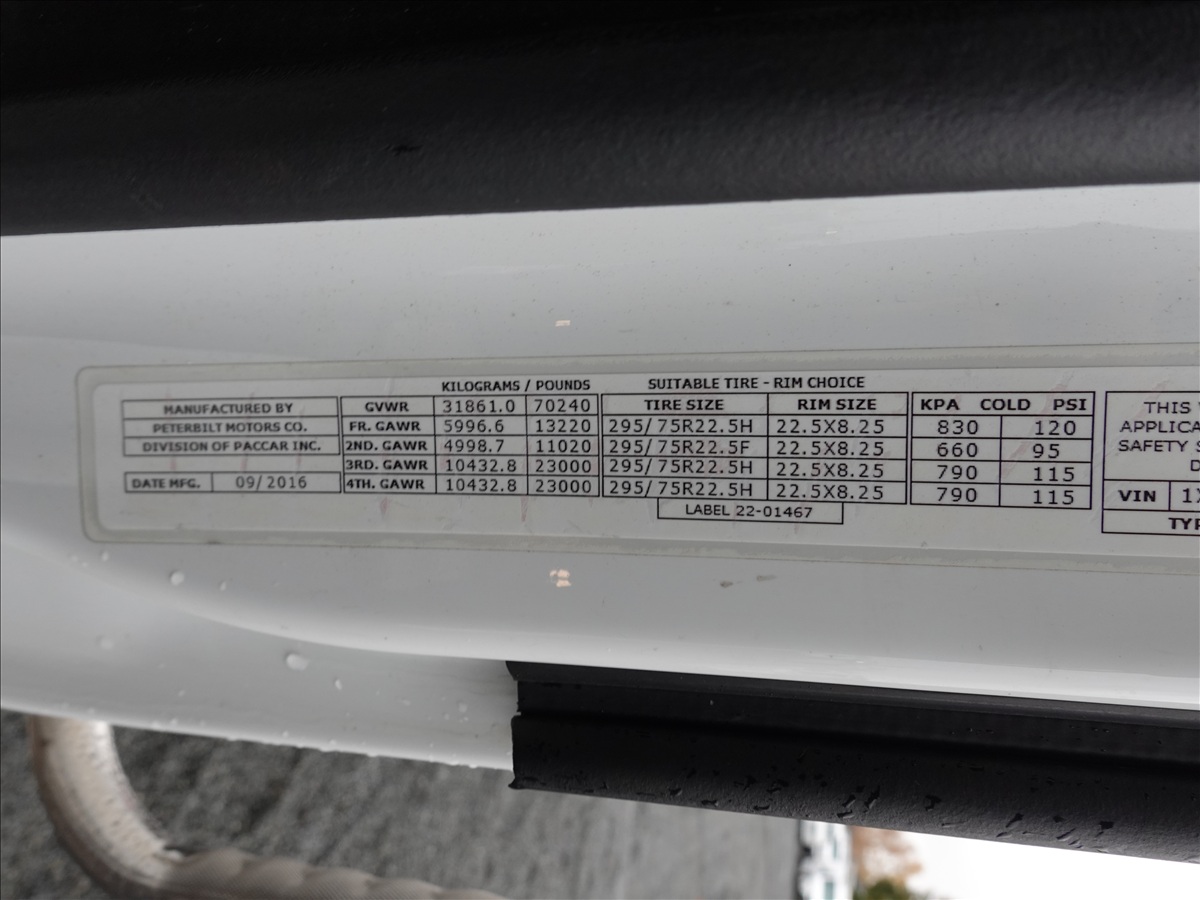 KILOGRAMS / POUNDS SUITABLE TIRE - RIM CHOICE
MANUFACTURED BY GVWR 31861.0 70240 TIRE SIZE RIM SIZE KPA COLD PSI THIS
PETERBILT MOTORS CO. FR. GAWR 5996.6 13220 295/75R22.5H 22.5X8.25 830 120 APPLICA
DIVISION OF PACCAR INC. 2ND. GAWR 4998.7 11020 295/75R22.5F 22.5X8.25 660 95 SAFETY S
3RD. GAWR 10432.8 23000 295/75R22.5H 22.5X8.25 790 115 D
DATE MFG. 09/2016 4TH. GAWR 10432.8 23000 295/75R22.5H 22.5X8.25 790 115 VIN 1
LABEL 22-01467 TYP